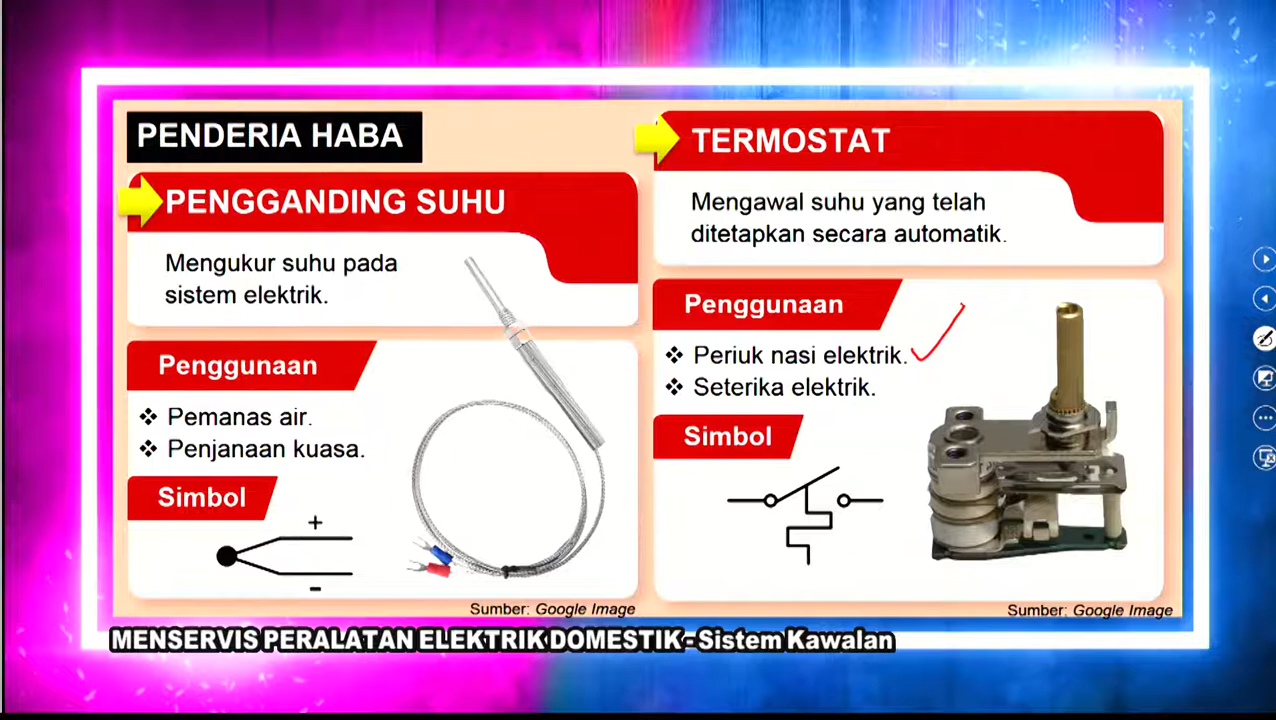 PENDERIA HABA
PENGGANDING SUHU
Mengukur suhu pada
sistem elektrik.
Penggunaan
❖ Pemanas air.
❖ Penjanaan kuasa.
Simbol
+
-
Sumber: Google Image
TERMOSTAT
Mengawal suhu yang telah
ditetapkan secara automatik.
Penggunaan
❖ Periuk nasi elektrik.
❖ Seterika elektrik.
Simbol
Sumber: Google Image
MENSERVIS PERALATAN ELEKTRIK DOMESTIK - Sistem Kawalan